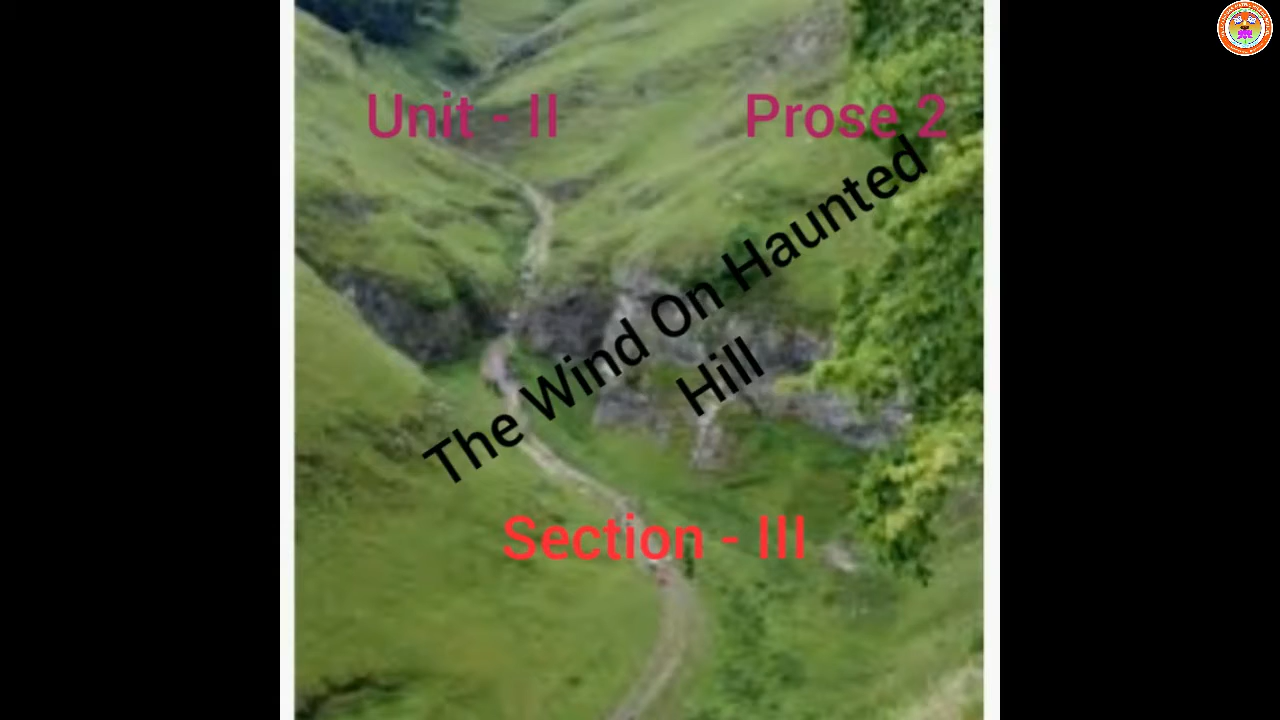 Unit - II
Prose 2
The Wind On Haunted
Hill
Section - III